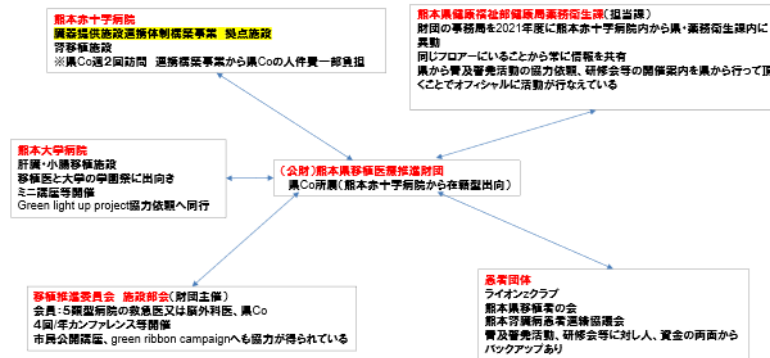 熊本赤十字病院
臓器提供施設連携体制構築事業　拠点施設
腎移植施設
※県Co週2回訪問　連携構築事業から県Coの人件費一部負担
熊本県健康福祉部健康局薬務衛生課(担当課)
財団の事務局を2021年度に熊本赤十字病院内から県・薬務衛生課内に
異動
同じフロアーにいることから常に情報を共有
県から普及啓発活動の協力依頼、研修会等の開催案内を県から行って頂
くことでオフィシャルに活動が行なえている
熊本大学病院
肝臓・小腸移植施設
移植医と大学の学園祭に出向き
ミニ講座等開催
Green light up project協力依頼へ同行
(公財)熊本県移植医療推進財団
県Co所属(熊本赤十字病院から在籍型出向)
移植推進委員会　施設部会(財団主催)
会員:5類型病院の救急医又は脳外科医、県Co
4回/年カンファレンス等開催
市民公開講座、green ribbon campaignへも協力が得られている
患者団体
ライオンzクラブ
熊本県移植者の会
熊本腎臓病患者連絡協議会
普及啓発活動、研修会等に対し人、資金の両面から
バックアップあり